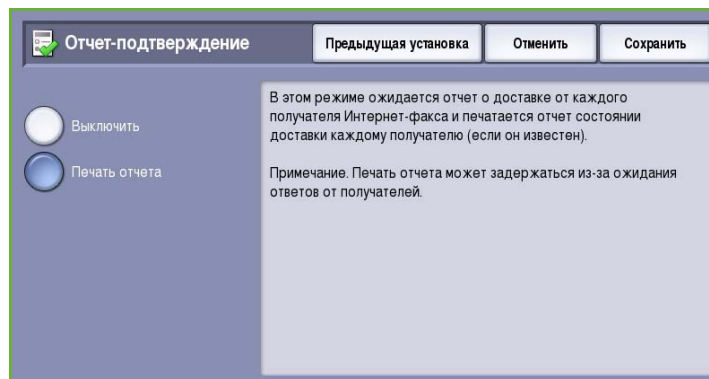 Отчет-подтверждение
Предыдущая установка
Отменить
Сохранить
Выключить
Печать отчета
В этом режиме ожидается отчет о доставке от каждого
получателя Интернет-факса и печатается отчет состоянии
доставки каждому получателю (если он известен).
Примечание. Печать отчета может задержаться из-за ожидания
ответов от получателей.